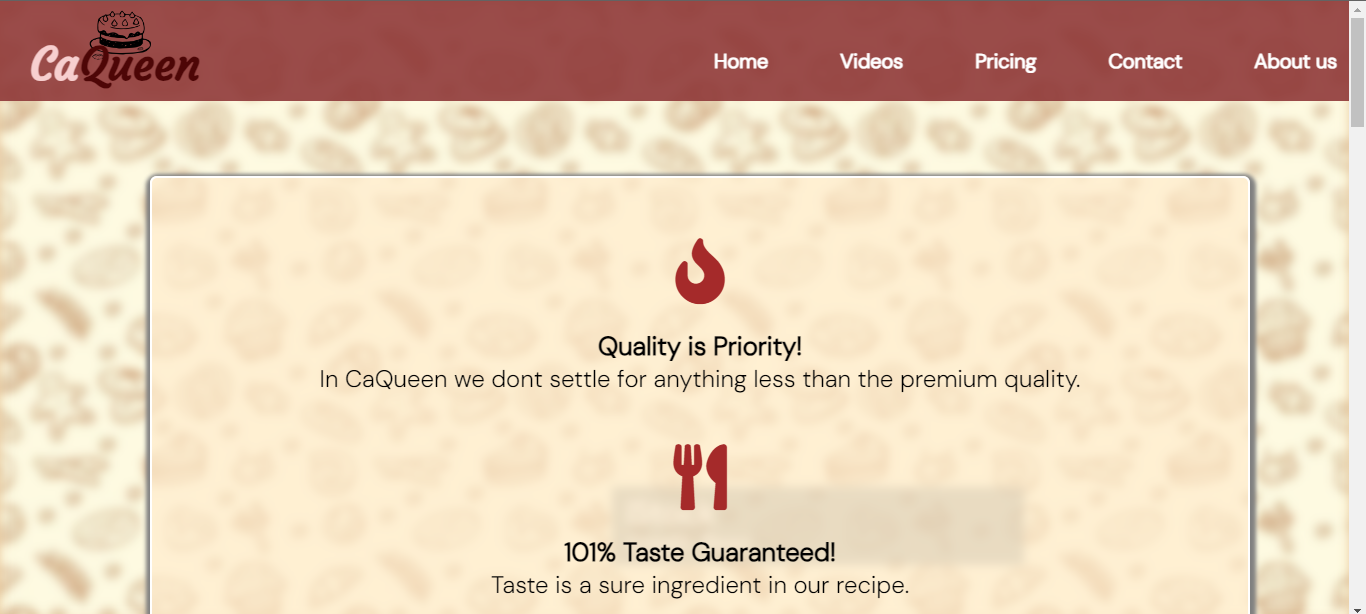 CaQueen
Home Videos Pricing Contact About us
Quality is Priority!
In CaQueen we dont settle for anything less than the premium quality.
101% Taste Guaranteed!
Taste is a sure ingredient in our recipe.